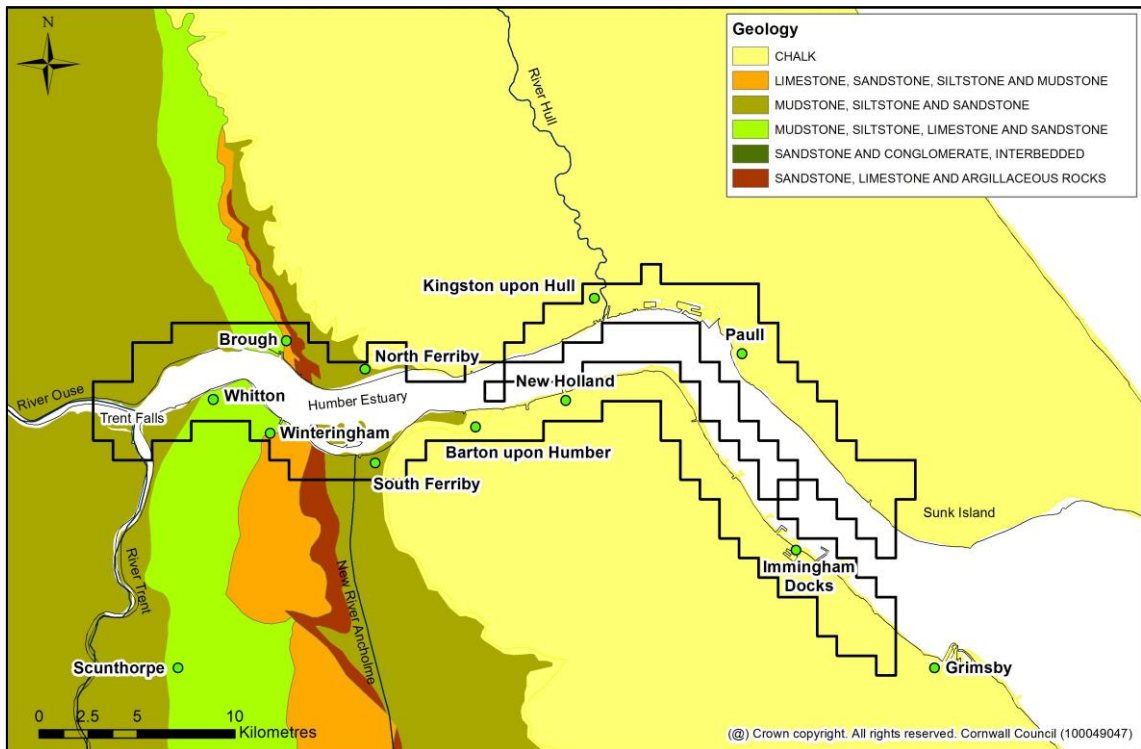 N
Geology
CHALK
LIMESTONE, SANDSTONE, SILTSTONE AND MUDSTONE
MUDSTONE, SILTSTONE AND SANDSTONE
MUDSTONE, SILTSTONE, LIMESTONE AND SANDSTONE
SANDSTONE AND CONGLOMERATE, INTERBEDDED
SANDSTONE, LIMESTONE AND ARGILLACEOUS ROCKS
River Hull
Kingston upon Hull
Brough
Paull
North Ferriby
New Holland
River Ouse
Whitton
Humber Estuary
Trent Falls
Winteringham
Barton upon Humber
South Ferriby
Sunk Island
River Trent
New River Ancholme
Immingham
Docks
Scunthorpe
Grimsby
0 2.5 5 10
Kilometres
(@) Crown copyright. All rights reserved. Cornwall Council (100049047)